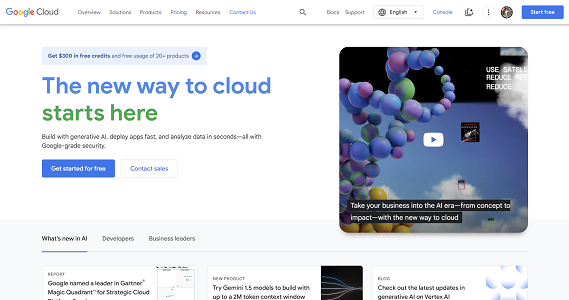 Google Cloud Overview Solutions Products Pricing Resources Contact Us Docs Support English Console Start free
Get $300 in free credits and free usage of 20+ products
The new way to cloud
starts here
Build with generative AI, deploy apps fast, and analyze data in seconds—all with
Google-grade security.
Get started for free Contact sales
USE SATELL
REDUCE MET
REDUCE
Take your business into the AI era—from concept to
impact—with the new way to cloud
What's new in AI Developers Business leaders
REPORT
Google named a leader in Gartner®
Magic Quadrant™ for Strategic Cloud
NEW PRODUCT
Try Gemini 1.5 models to build with
up to a 2M token context window
BLOG
Check out the latest updates in
generative AI on Vertex AI